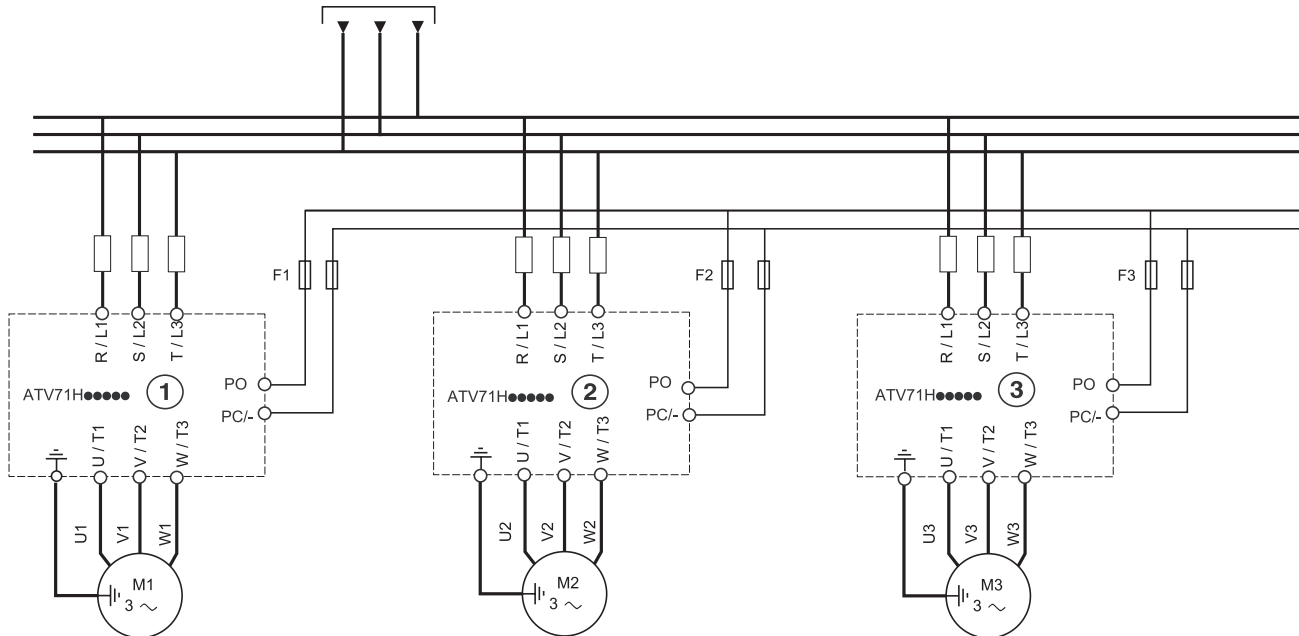 F1
F2
F3
R / L1
S / L2
T / L3
R / L1
S / L2
T / L3
R / L1
S / L2
T / L3
ATV71H●●●●●
1
PO
PC/-
ATV71H●●●●●
2
PO
PC/-
ATV71H●●●●●
3
PO
PC/-
U / T1
V / T2
W / T3
U / T1
V / T2
W / T3
U / T1
V / T2
W / T3
U1
V1
W1
U2
V2
W2
U3
V3
W3
M1
3 ~
M2
3 ~
M3
3 ~